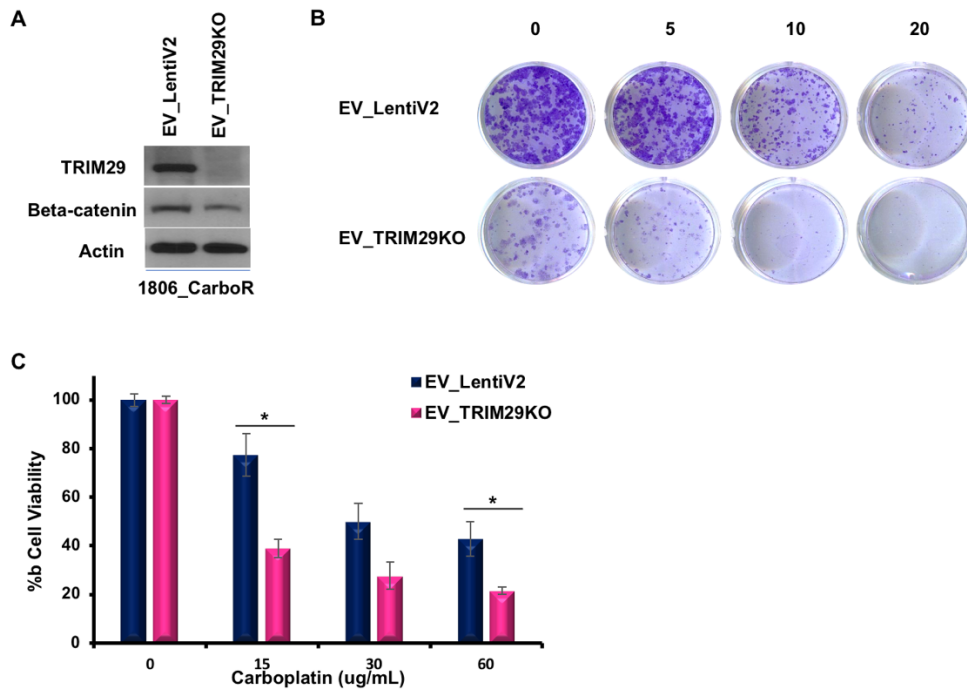 A
EV_LentiV2
EV_TRIM29KO
TRIM29
Beta-catenin
Actin
1806_CarboR
B
0 5 10 20
EV_LentiV2
EV_TRIM29KO
C
EV_LentiV2
EV_TRIM29KO
%b Cell Viability
100
80
60
40
20
0
* *
0 15 30 60
Carboplatin (ug/mL)